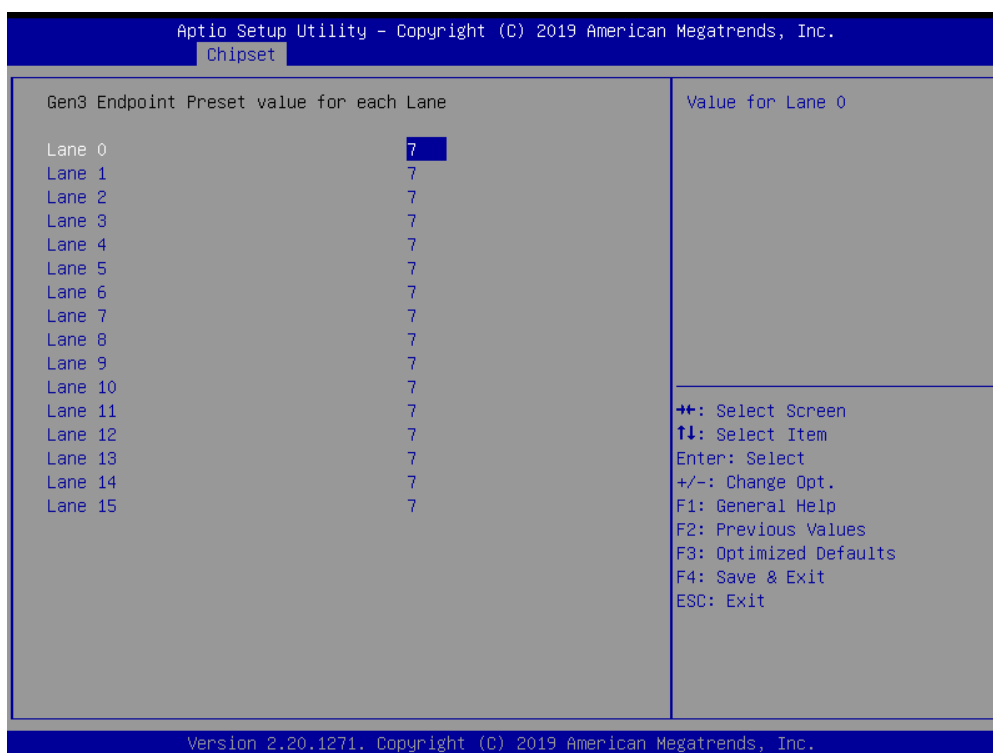 Aptio Setup Utility – Copyright (C) 2019 American Megatrends, Inc.
Chipset
Gen3 Endpoint Preset value for each Lane
Lane 0 7
Lane 1 7
Lane 2 7
Lane 3 7
Lane 4 7
Lane 5 7
Lane 6 7
Lane 7 7
Lane 8 7
Lane 9 7
Lane 10 7
Lane 11 7
Lane 12 7
Lane 13 7
Lane 14 7
Lane 15 7
Value for Lane 0
→←: Select Screen
↑↓: Select Item
Enter: Select
+/-: Change Opt.
F1: General Help
F2: Previous Values
F3: Optimized Defaults
F4: Save & Exit
ESC: Exit
Version 2.20.1271. Copyright (C) 2019 American Megatrends, Inc.